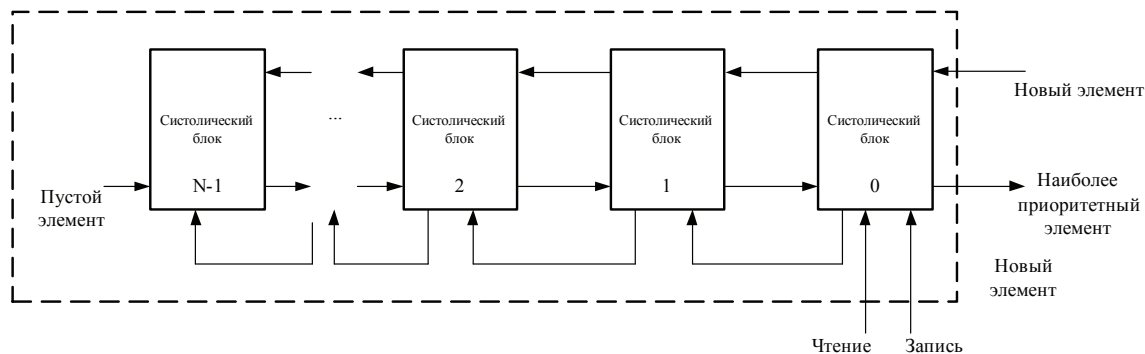 Систолический
блок
N-1
...
Систолический
блок
2
Систолический
блок
1
Систолический
блок
0
Новый элемент
Пустой
элемент
Наиболее
приоритетный
элемент
Новый
элемент
Чтение
Запись